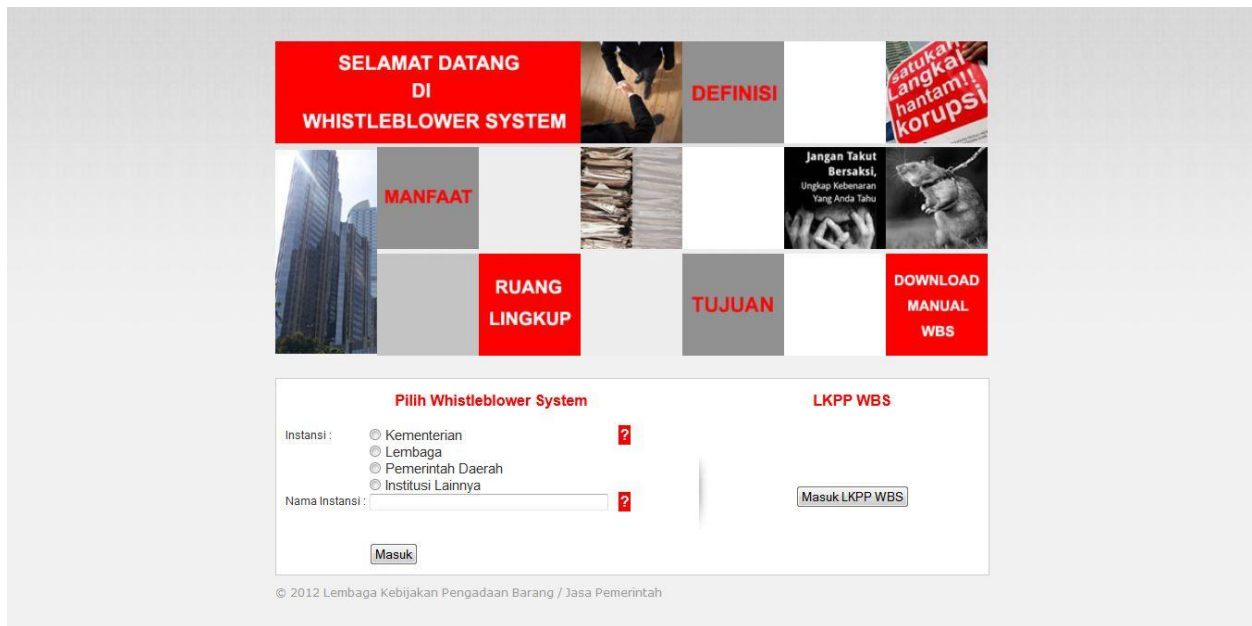 SELAMAT DATANG
DI
WHISTLEBLOWER SYSTEM
DEFINISI
satukan
Langkah
hantam!!
korupsi
MANFAAT
Jangan Takut
Bersaksi,
Ungkap Kebenaran
Yang Anda Tahu
RUANG
LINGKUP
TUJUAN
DOWNLOAD
MANUAL
WBS
Pilih Whistleblower System
Instansi :
Kementerian
?
Lembaga
Pemerintah Daerah
Institusi Lainnya
Nama Instansi :
?
Masuk
LKPP WBS
Masuk LKPP WBS
© 2012 Lembaga Kebijakan Pengadaan Barang / Jasa Pemerintah